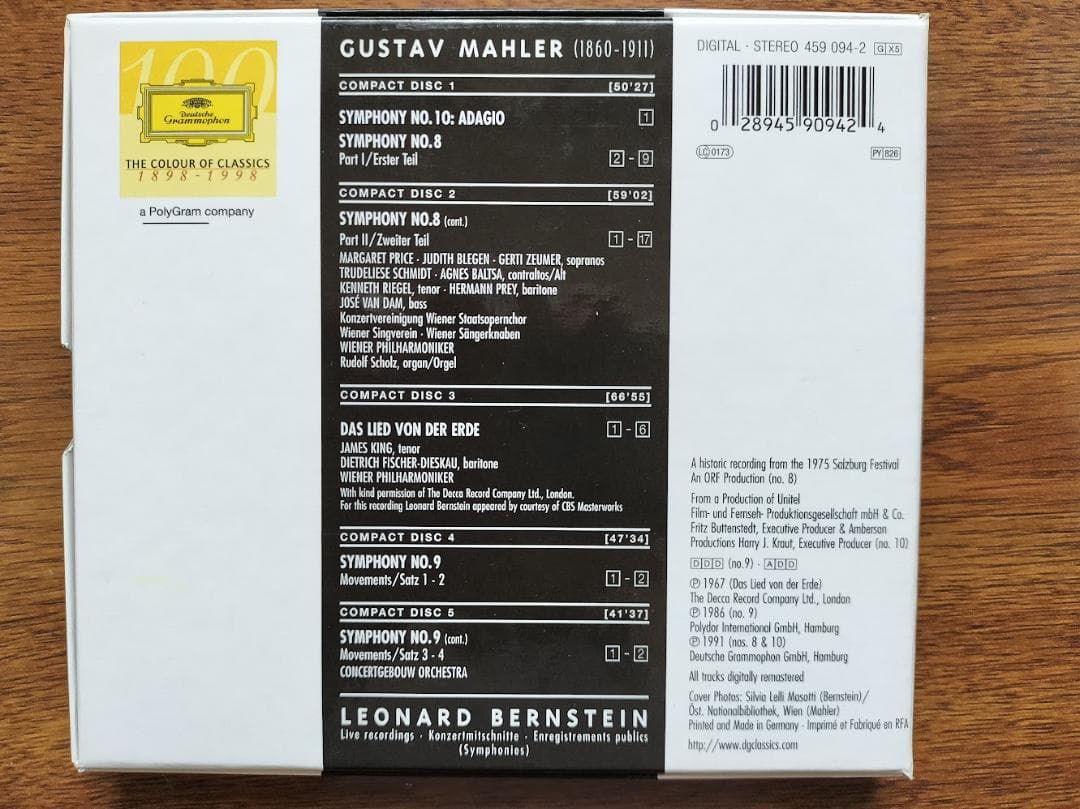 100
Deutsche
Grammophon
THE COLOUR OF CLASSICS
1898-1998
a PolyGram company
GUSTAV MAHLER (1860-1911)
COMPACT DISC 1 [50'27]
SYMPHONY NO.10: ADAGIO 1
SYMPHONY NO.8
Part I/Erster Teil 2 - 9
COMPACT DISC 2 [59'02]
SYMPHONY NO.8 (cont.)
Part II/Zweiter Teil 1 - 17
MARGARET PRICE · JUDITH BLEGEN · GERTI ZEUMER, sopranos
TRUDELIESE SCHMIDT · AGNES BALTSA, contraltos/Alt
KENNETH RIEGEL, tenor · HERMANN PREY, baritone
JOSÉ VAN DAM, bass
Konzertvereinigung Wiener Staatsopernchor
Wiener Singverein · Wiener Sängerknaben
WIENER PHILHARMONIKER
Rudolf Scholz, organ/Orgel
COMPACT DISC 3 [66'55]
DAS LIED VON DER ERDE 1 - 6
JAMES KING, tenor
DIETRICH FISCHER-DIESKAU, baritone
WIENER PHILHARMONIKER
With kind permission of The Decca Record Company Ltd., London.
For this recording Leonard Bernstein appeared by courtesy of CBS Masterworks
COMPACT DISC 4 [47'34]
SYMPHONY NO.9
Movements/Satz 1 - 2 1 - 2
COMPACT DISC 5 [41'37]
SYMPHONY NO.9 (cont.)
Movements/Satz 3 - 4 1 - 2
CONCERTGEBOUW ORCHESTRA
LEONARD BERNSTEIN
Live recordings · Konzertmitschnitte · Enregistrements publics
(Symphonies)
DIGITAL · STEREO 459 094-2 G X5
0 28945 90942 4
LC 0173 PY 826
A historic recording from the 1975 Salzburg Festival
An ORF Production (no. 8)
From a Production of Unitel
Film- und Fernseh- Produktionsgesellschaft mbH & Co.
Fritz Buttenstedt, Executive Producer & Amberson
Productions Harry J. Kraut, Executive Producer (no. 10)
DDD (no.9) · ADD
℗ 1967 (Das Lied von der Erde)
The Decca Record Company Ltd., London
℗ 1986 (no. 9)
Polydor International GmbH, Hamburg
℗ 1991 (nos. 8 & 10)
Deutsche Grammophon GmbH, Hamburg
All tracks digitally remastered
Cover Photos: Silvia Lelli Masotti (Bernstein)/
Öst. Nationalbibliothek, Wien (Mahler)
Printed and Made in Germany · Imprimé et Fabriqué en RFA
http://www.dgclassics.com